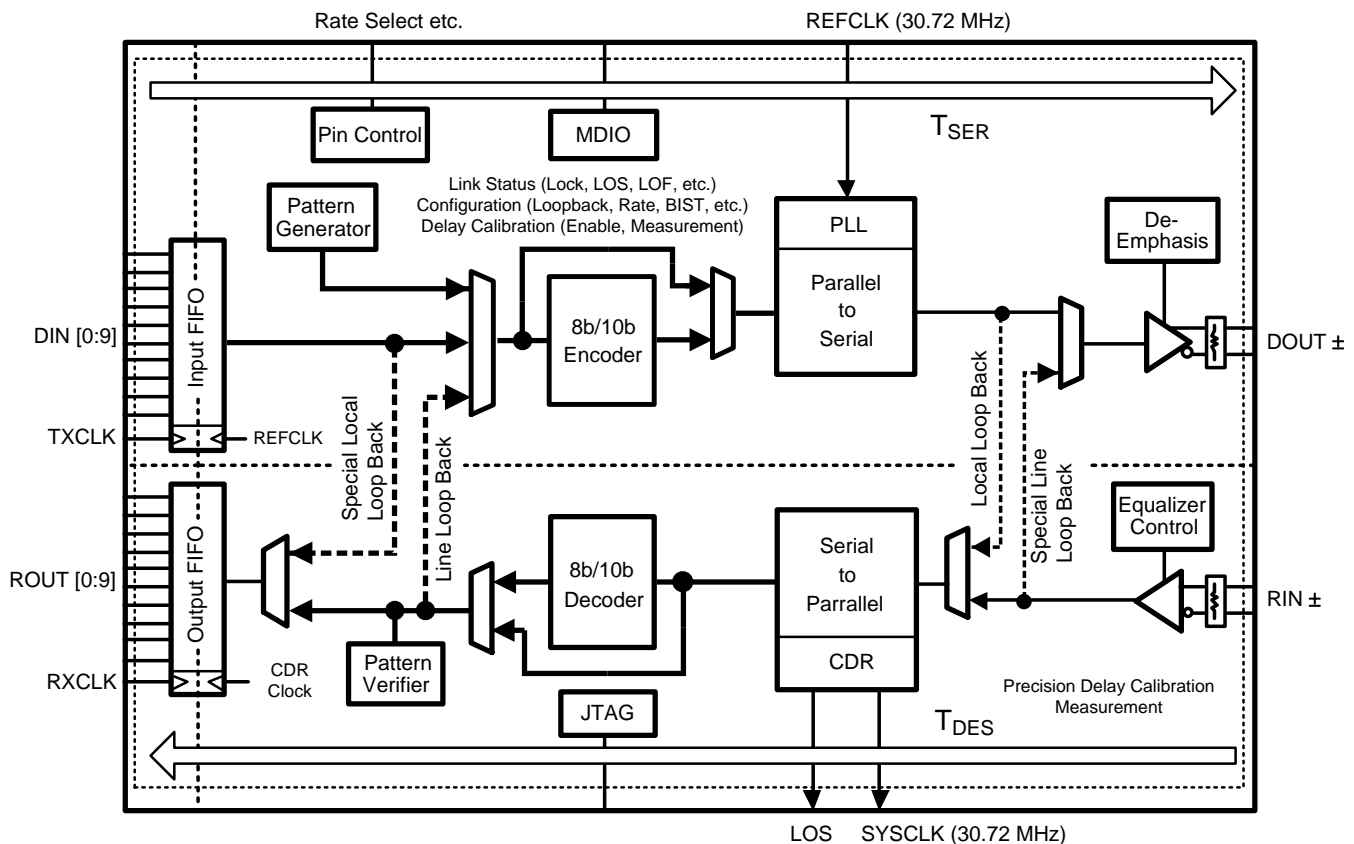 Rate Select etc.
REFCLK (30.72 MHz)
Pin Control
MDIO
TSER
Link Status (Lock, LOS, LOF, etc.)
Configuration (Loopback, Rate, BIST, etc.)
Delay Calibration (Enable, Measurement)
Pattern
Generator
PLL
Parallel
to
Serial
De-
Emphasis
DIN [0:9]
Input FIFO
8b/10b
Encoder
DOUT ±
TXCLK
REFCLK
Special Local
Loop Back
Line Loop Back
Local Loop Back
Special Line
Loop Back
Equalizer
Control
ROUT [0:9]
Output FIFO
8b/10b
Decoder
Serial
to
Parrallel
RIN ±
RXCLK
CDR
Clock
Pattern
Verifier
CDR
Precision Delay Calibration
Measurement
JTAG
TDES
LOS
SYSCLK (30.72 MHz)